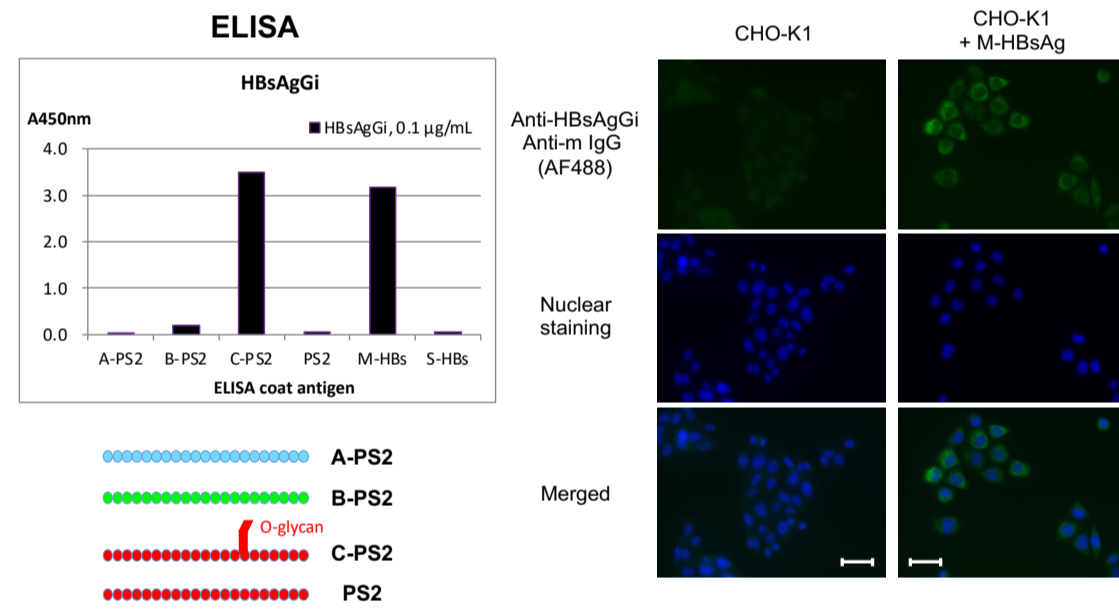 ELISA
HBsAgGi
A450nm
HBsAgGi, 0.1 µg/mL
4.0
3.0
2.0
1.0
0.0
A-PS2 B-PS2 C-PS2 PS2 M-HBs S-HBs
ELISA coat antigen
A-PS2
B-PS2
O-glycan
C-PS2
PS2
CHO-K1
CHO-K1
+ M-HBsAg
Anti-HBsAgGi
Anti-m IgG
(AF488)
Nuclear
staining
Merged